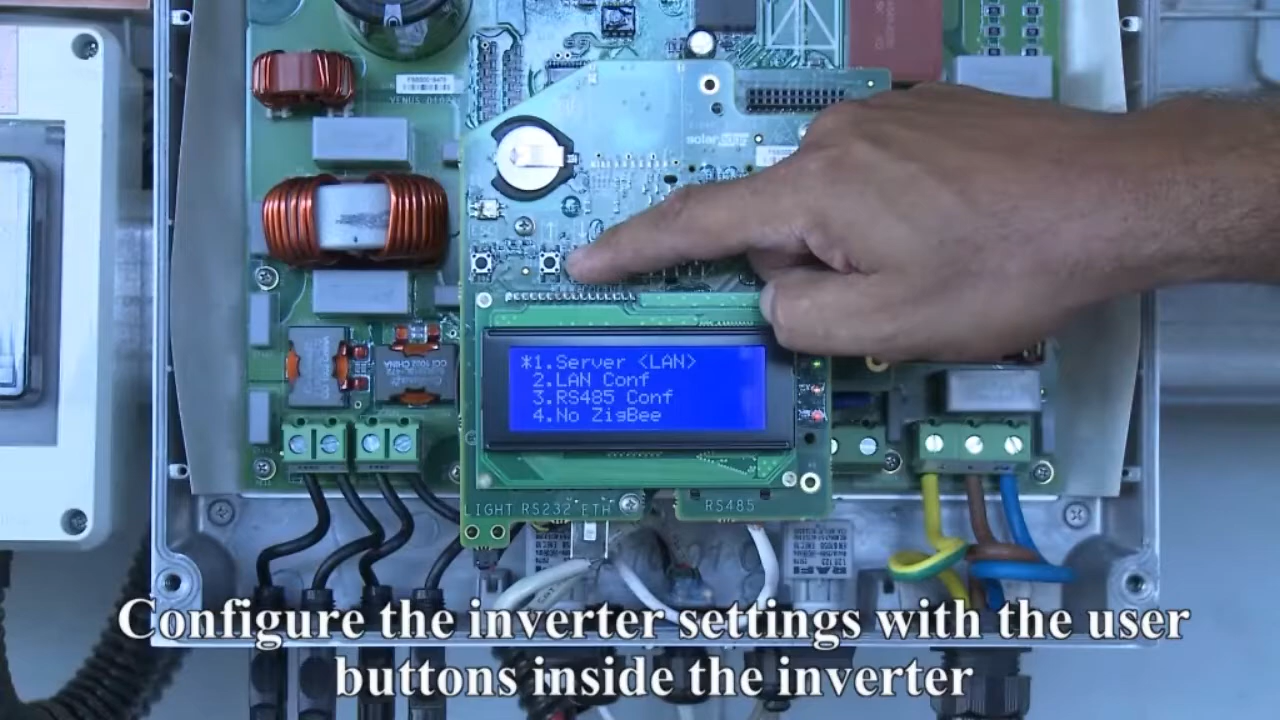 VENUS
solar
*1.Server <LAN>
2.LAN Conf
3.RS485 Conf
4.No ZigBee
LIGHT RS232 ETH
RS485
RAFI
Configure the inverter settings with the user
buttons inside the inverter